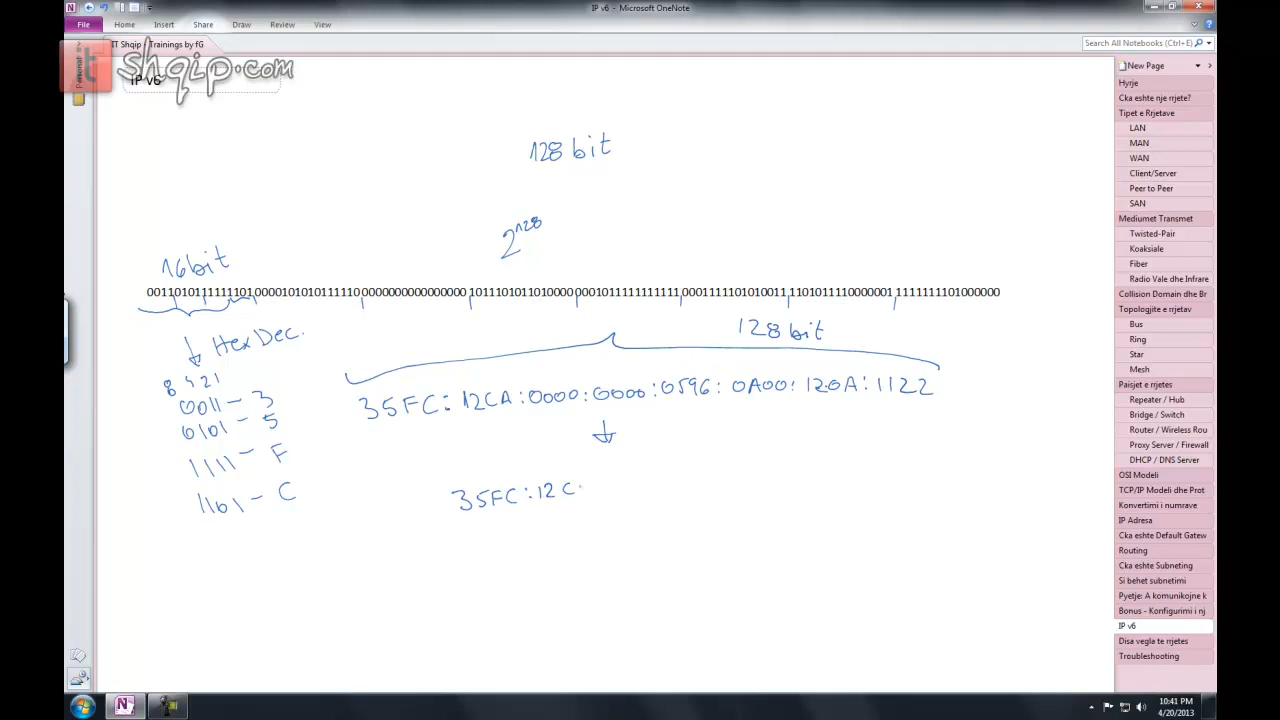 IP v6 - Microsoft OneNote
File Home Insert Share Draw Review View
IT Shqip - Trainings by fG
Search All Notebooks (Ctrl+E)
shqip.com
IP v6
New Page
Hyrje
Cka eshte nje rrjete?
Tipet e Rrjetave
LAN
MAN
WAN
Client/Server
Peer to Peer
SAN
Mediumet Transmet
Twisted-Pair
Koaksiale
Fiber
Radio Vale dhe Infrare
Collision Domain dhe Br
Topologjite e rrjetav
Bus
Ring
Star
Mesh
Paisjet e rrjetes
Repeater / Hub
Bridge / Switch
Router / Wireless Rou
Proxy Server / Firewall
DHCP / DNS Server
OSI Modeli
TCP/IP Modeli dhe Prot
Konvertimi i numrave
IP Adresa
Cka eshte Default Gatew
Routing
Cka eshte Subneting
Si behet subnetimi
Pyetje: A komunikojne k
Bonus - Konfigurimi i nj
IP v6
Disa vegla te rrjetes
Troubleshooting
128 bit
2^128
16 bit
128 bit
HexDec.
8 4 2 1
0011 - 3
0101 - 5
1111 - F
1101 - C
35FC:12CA:0000:0000:0596:0A00:120A:1122
35FC:12C
10:41 PM
4/20/2013